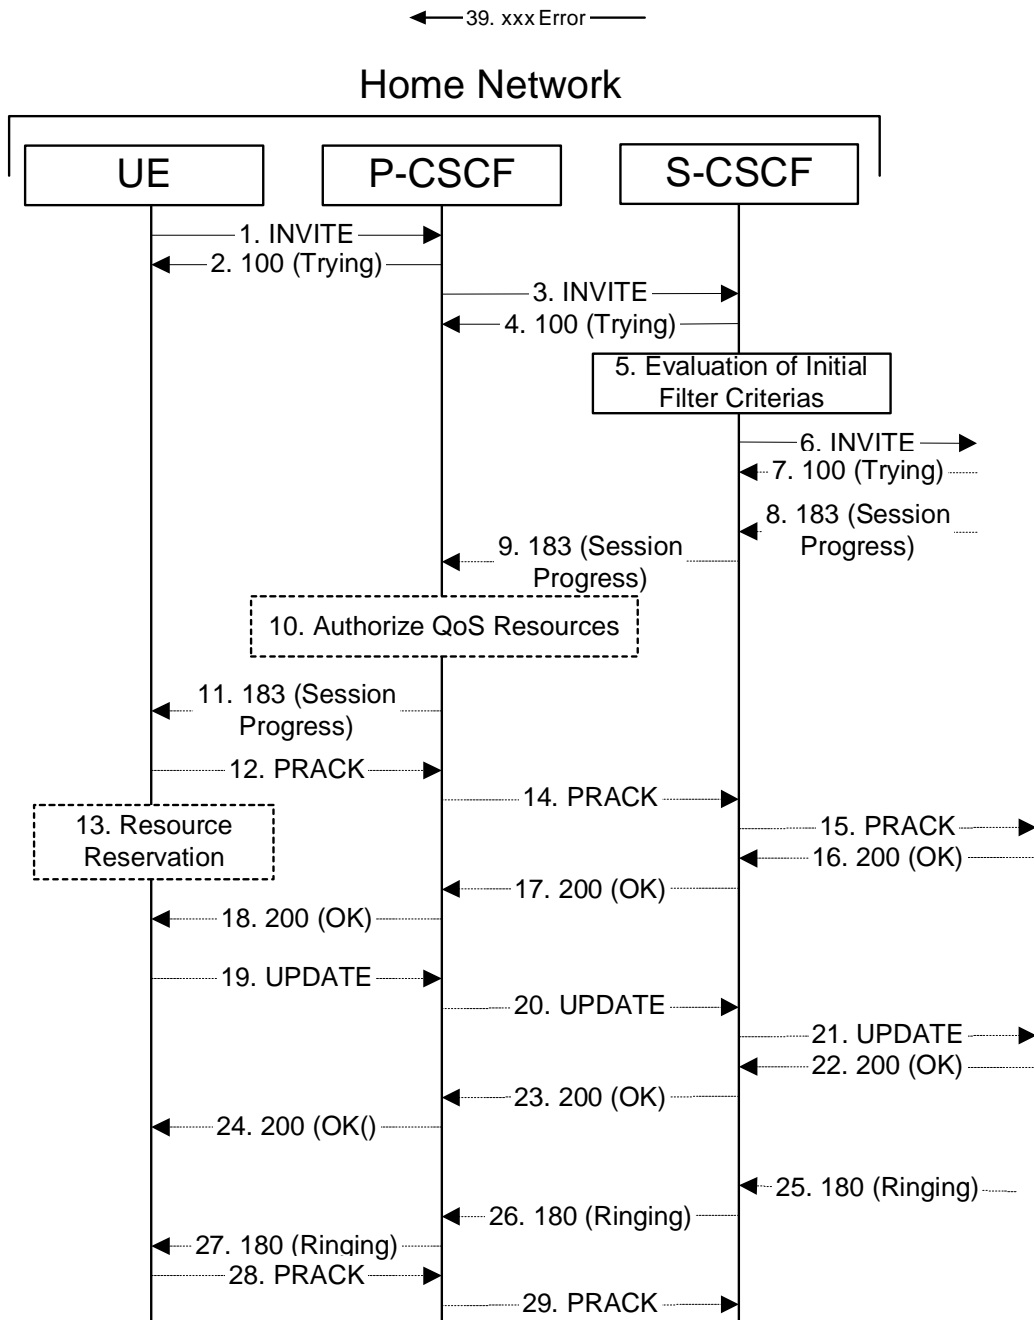 39. xxx Error
Home Network
UE
P-CSCF
S-CSCF
1. INVITE
2. 100 (Trying)
3. INVITE
4. 100 (Trying)
5. Evaluation of Initial
Filter Criterias
6. INVITE
7. 100 (Trying)
8. 183 (Session
Progress)
9. 183 (Session
Progress)
10. Authorize QoS Resources
11. 183 (Session
Progress)
12. PRACK
14. PRACK
13. Resource
Reservation
15. PRACK
16. 200 (OK)
17. 200 (OK)
18. 200 (OK)
19. UPDATE
20. UPDATE
21. UPDATE
22. 200 (OK)
23. 200 (OK)
24. 200 (OK()
25. 180 (Ringing)
26. 180 (Ringing)
27. 180 (Ringing)
28. PRACK
29. PRACK